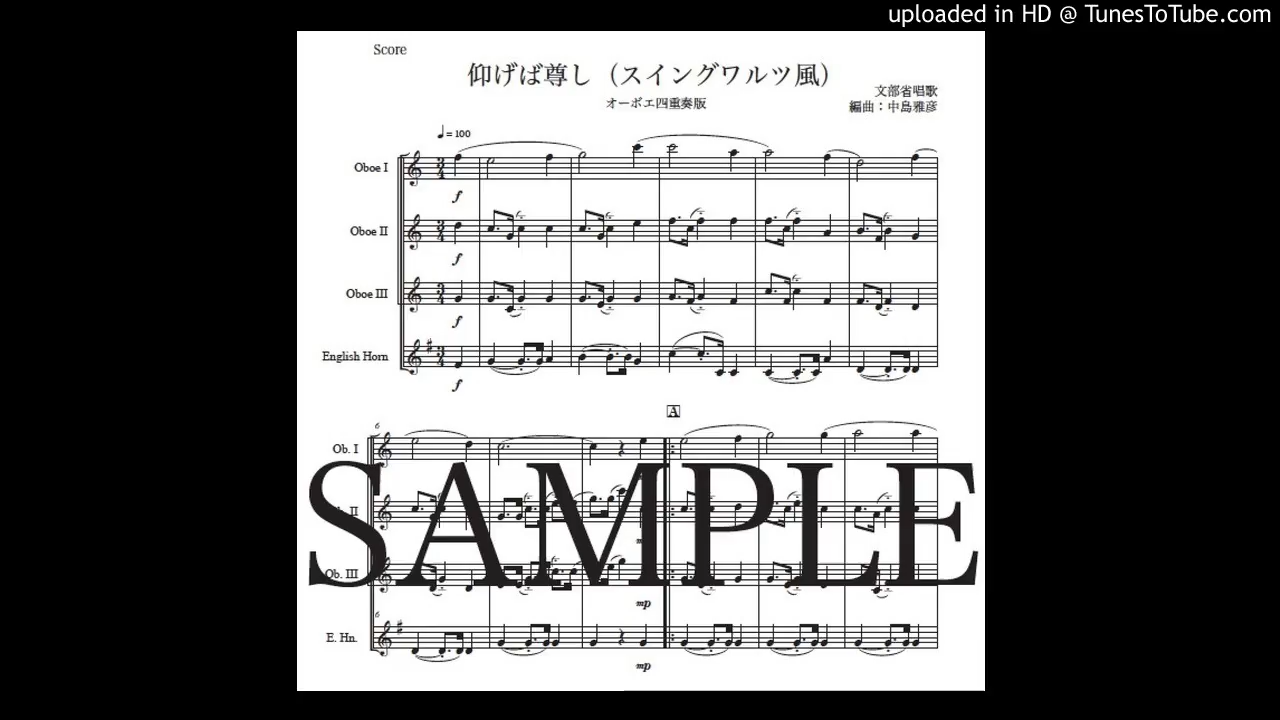 uploaded in HD @ TunesToTube.com
Score
仰げば尊し（スイングワルツ風）
オーボエ四重奏版
文部省唱歌
編曲：中島雅彦
♩= 100
Oboe I
f
Oboe II
f
Oboe III
f
English Horn
f
A
6
Ob. I
SAMPLE
Ob. III
mp
6
E. Hn.
mp